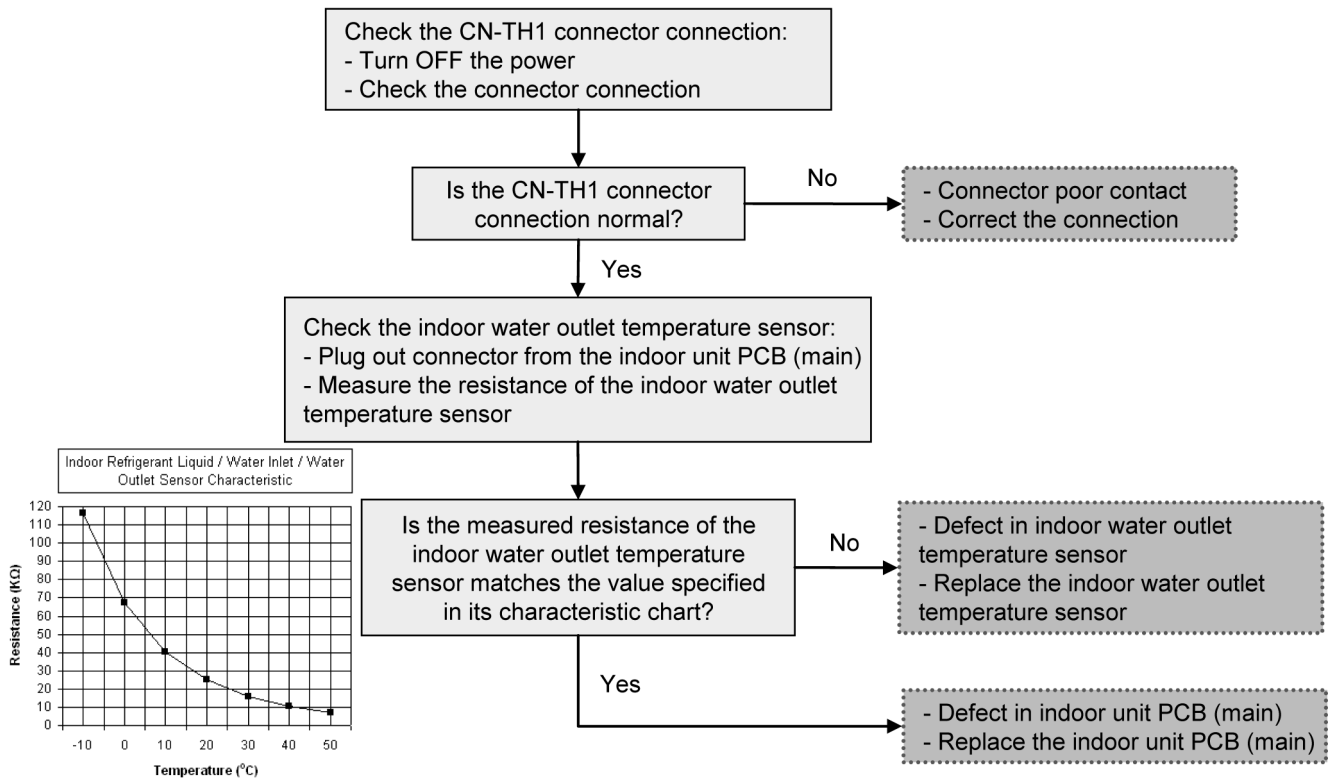 Check the CN-TH1 connector connection:
- Turn OFF the power
- Check the connector connection
Is the CN-TH1 connector
connection normal?
No
- Connector poor contact
- Correct the connection
Yes
Check the indoor water outlet temperature sensor:
- Plug out connector from the indoor unit PCB (main)
- Measure the resistance of the indoor water outlet
temperature sensor
Indoor Refrigerant Liquid / Water Inlet / Water
Outlet Sensor Characteristic
Resistance (KΩ)
120
110
100
90
80
70
60
50
40
30
20
10
0
-10 0 10 20 30 40 50
Temperature (°C)
Is the measured resistance of the
indoor water outlet temperature
sensor matches the value specified
in its characteristic chart?
No
- Defect in indoor water outlet
temperature sensor
- Replace the indoor water outlet
temperature sensor
Yes
- Defect in indoor unit PCB (main)
- Replace the indoor unit PCB (main)